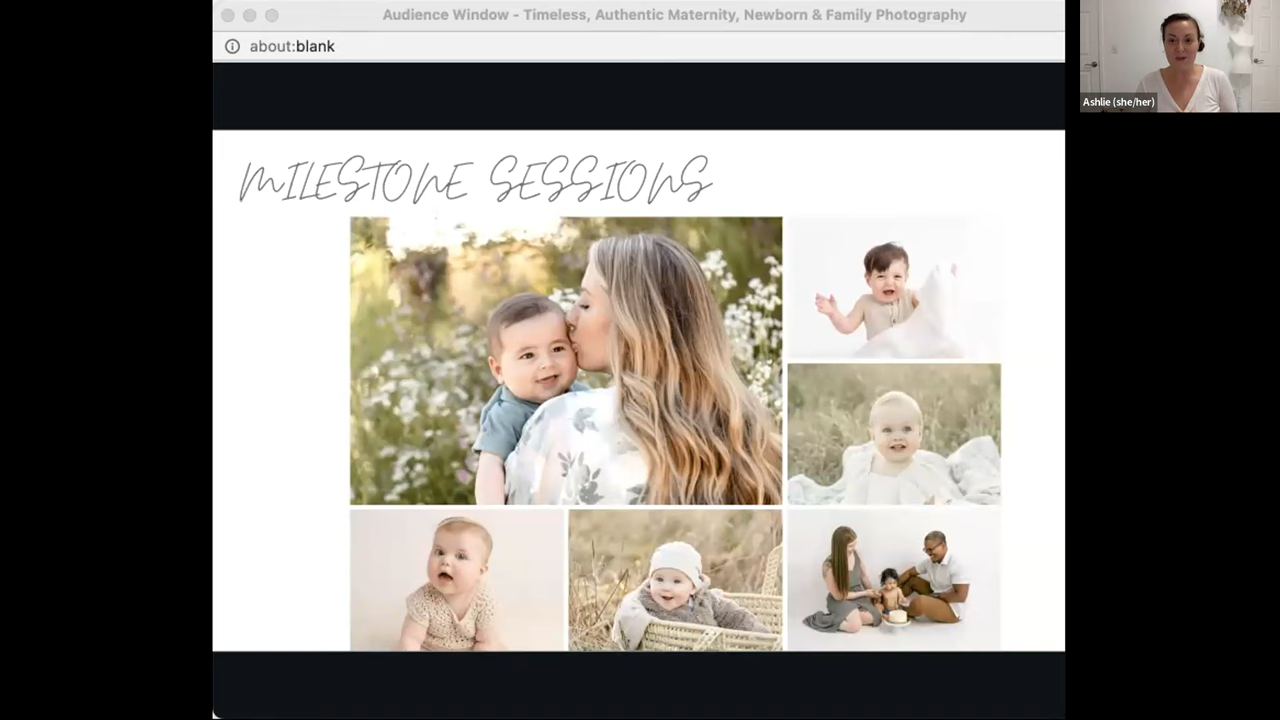 Audience Window - Timeless, Authentic Maternity, Newborn & Family Photography
about:blank
Ashlie (she/her)
MILESTONE SESSIONS